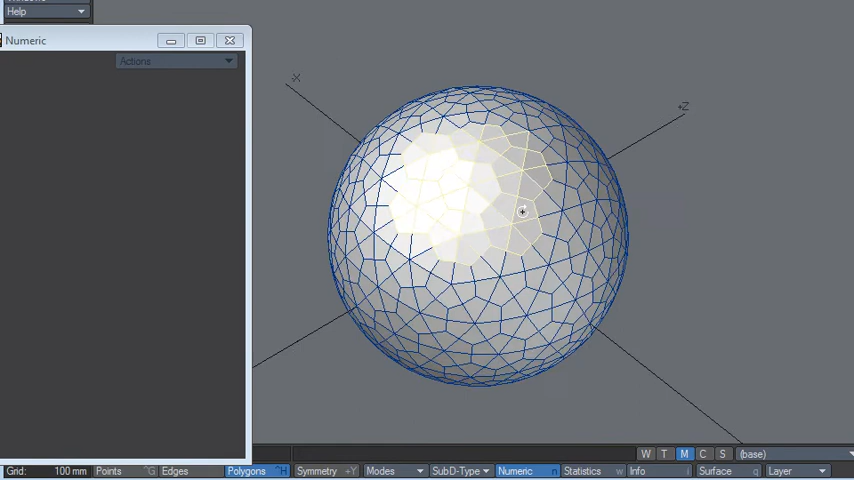 Help
Numeric
Actions
-X
+Z
W T M C S (base)
Grid: 100 mm Points ^G Edges Polygons ^H Symmetry +Y Modes SubD-Type Numeric n Statistics w Info i Surface q Layer